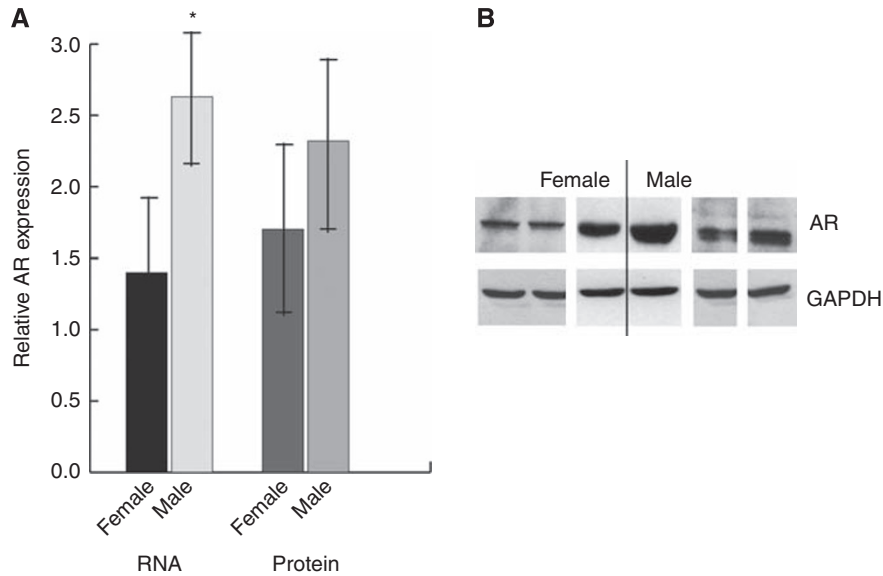 A
*
3.0
2.5
2.0
1.5
1.0
0.5
0.0
Relative AR expression
Female
Male
Female
Male
RNA
Protein
B
Female Male
AR
GAPDH